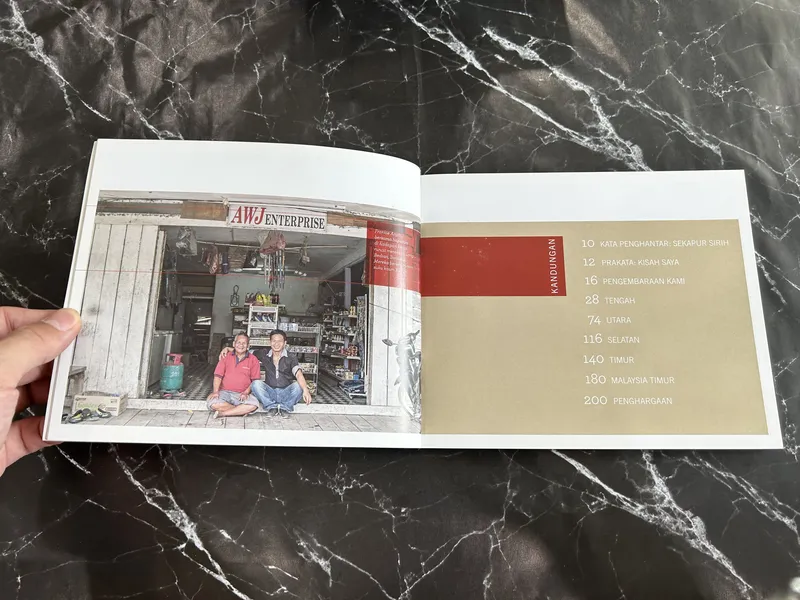 AWJ ENTERPRISE
KANDUNGAN
10 KATA PENGHANTAR: SEKAPUR SIRIH
12 PRAKATA: KISAH SAYA
16 PENGEMBARAAN KAMI
28 TENGAH
74 UTARA
116 SELATAN
140 TIMUR
180 MALAYSIA TIMUR
200 PENGHARGAAN